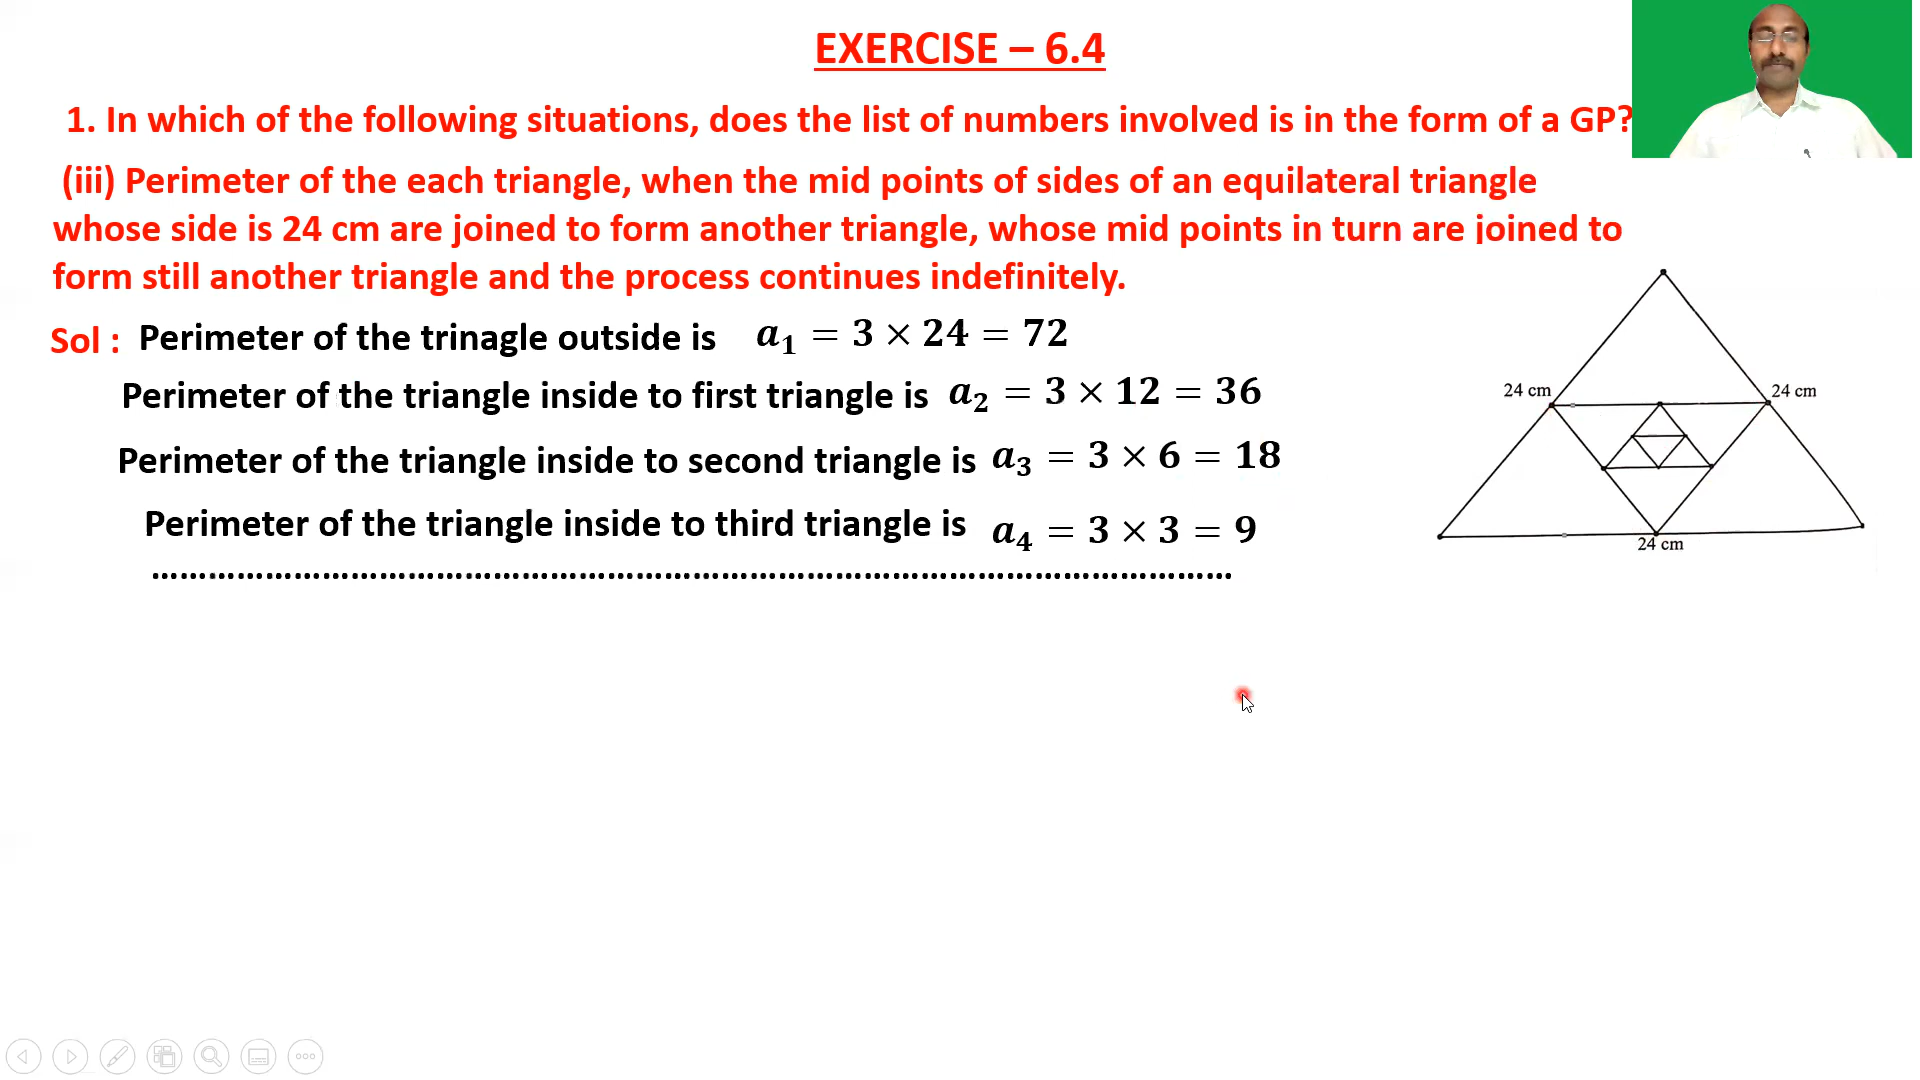 EXERCISE – 6.4
1. In which of the following situations, does the list of numbers involved is in the form of a GP?
(iii) Perimeter of the each triangle, when the mid points of sides of an equilateral triangle
whose side is 24 cm are joined to form another triangle, whose mid points in turn are joined to
form still another triangle and the process continues indefinitely.
Sol : Perimeter of the trinagle outside is a₁ = 3 × 24 = 72
Perimeter of the triangle inside to first triangle is a₂ = 3 × 12 = 36
Perimeter of the triangle inside to second triangle is a₃ = 3 × 6 = 18
Perimeter of the triangle inside to third triangle is a₄ = 3 × 3 = 9
................................................................................
24 cm
24 cm
24 cm